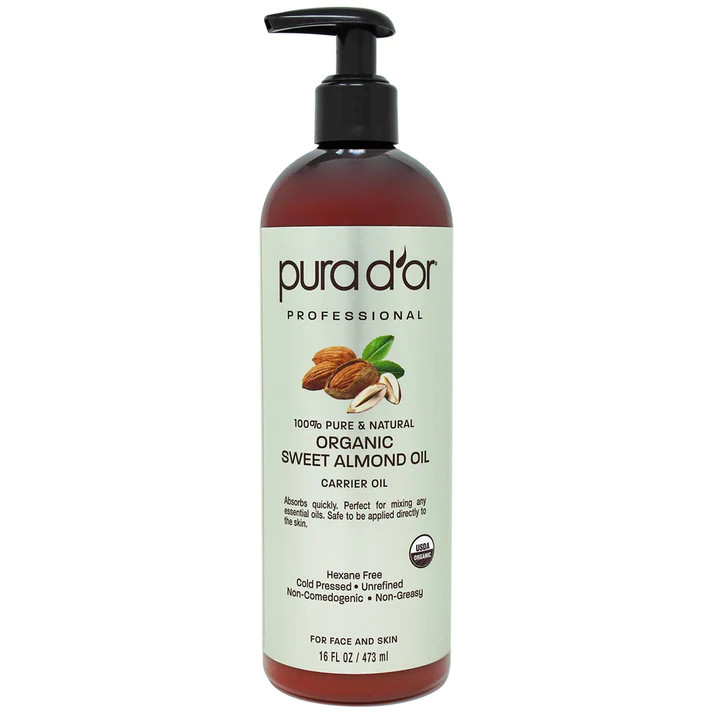 pura d'or®
PROFESSIONAL
100% PURE & NATURAL
ORGANIC
SWEET ALMOND OIL
CARRIER OIL
Absorbs quickly. Perfect for mixing any
essential oils. Safe to be applied directly to
the skin.
USDA
ORGANIC
Hexane Free
Cold Pressed • Unrefined
Non-Comedogenic • Non-Greasy
FOR FACE AND SKIN
16 FL OZ / 473 ml